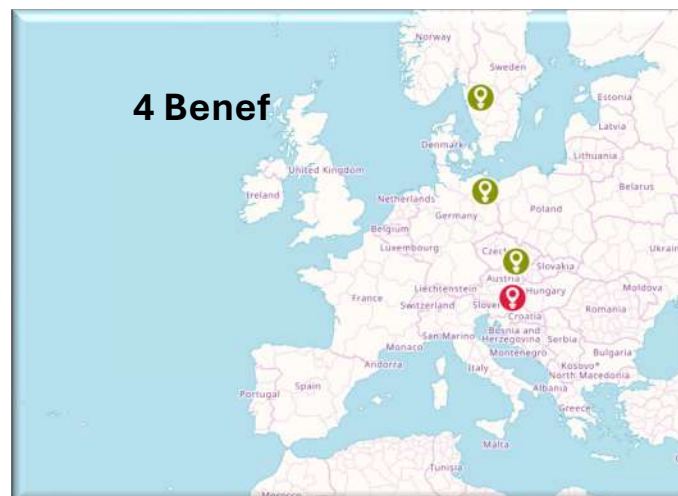 Norway
Sweden
4 Benef
Estonia
Latvia
Denmark
Lithuania
United Kingdom
Ireland
Netherlands
Belarus
Poland
Germany
Belgium
Luxembourg
Czech
Ukrain
Slovakia
Austria
Liechtenstein
Hungary
Moldova
France
Switzerland
Slove
Romania
Croatia
San Marino
Bosnia and
Herzegovina
Serbia
Monaco
Montenegro
Bulgaria
Andorra
Italy
Kosovo*
North Macedonia
Portugal
Spain
Albania
Greece
Malta
Tunisia
Morocco